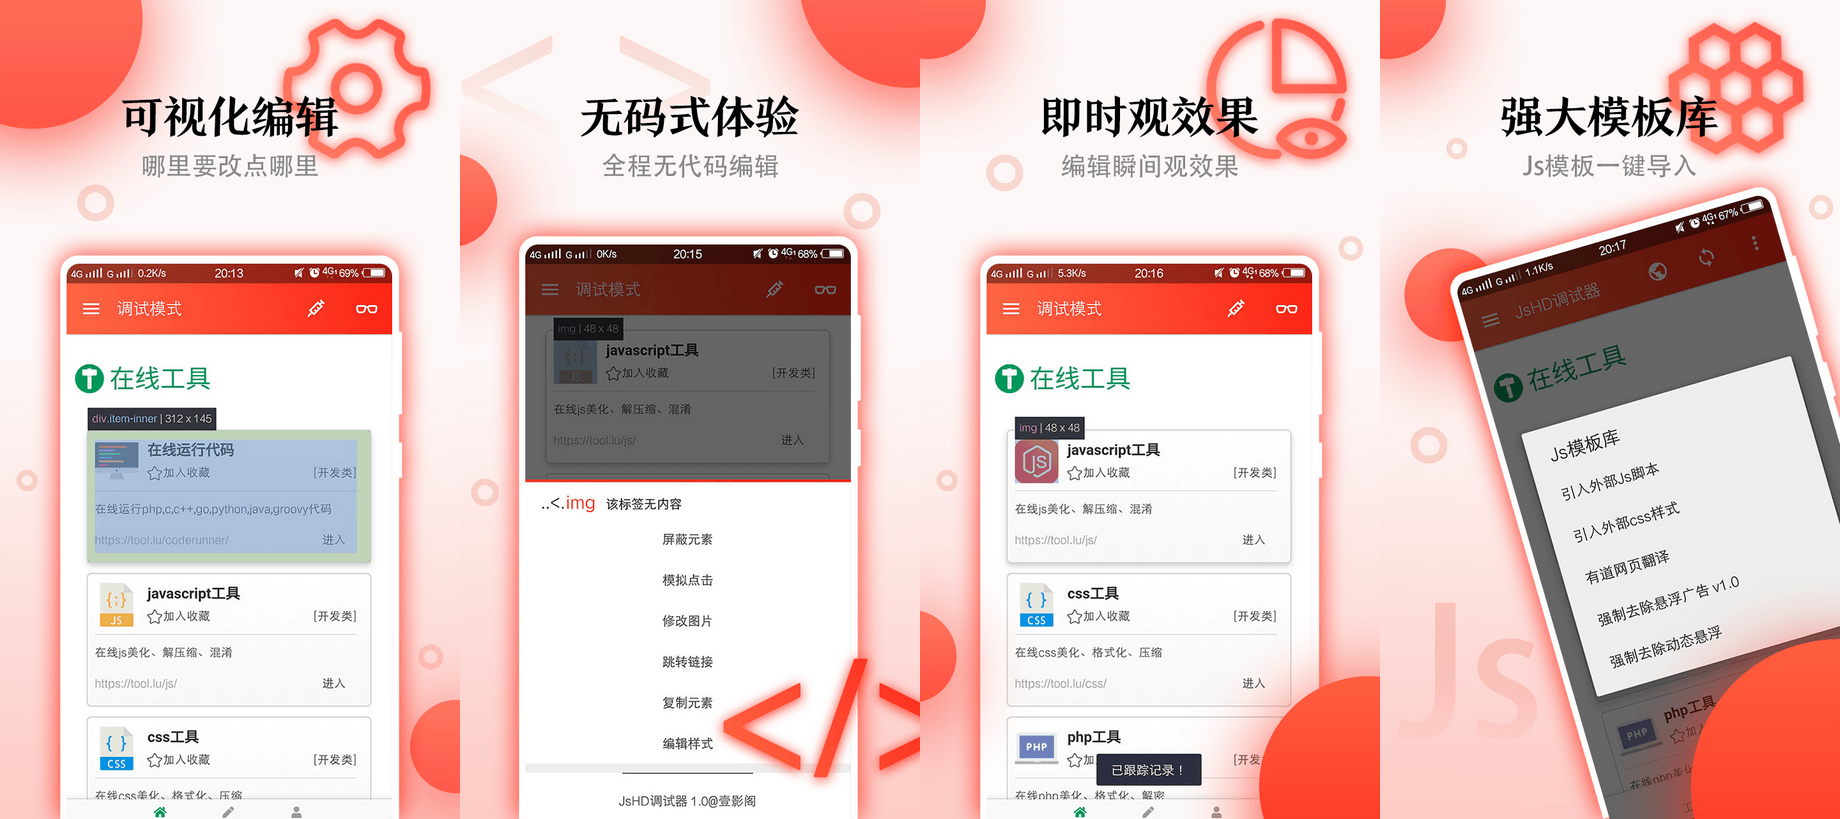 可视化编辑
哪里要改点哪里
4G G 0.2K/s 20:13 4G 69%
调试模式
在线工具
div.item-inner | 312 x 145
在线运行代码
加入收藏 [开发类]
在线运行php,c,c++,go,python,java,groovy代码
https://tool.lu/coderunner/ 进入
javascript工具
JS
加入收藏 [开发类]
在线js美化、解压缩、混淆
https://tool.lu/js/ 进入
css工具
CSS
加入收藏 [开发类]
在线css美化、格式化、压缩
< >
无码式体验
全程无代码编辑
4G G 0K/s 20:15 4G 68%
调试模式
img | 48 x 48
javascript工具
JS
加入收藏 [开发类]
在线js美化、解压缩、混淆
https://tool.lu/js/ 进入
..<.img 该标签无内容
屏蔽元素
模拟点击
修改图片
跳转链接
复制元素
编辑样式
</>
JsHD调试器 1.0@壹影阁
即时观效果
编辑瞬间观效果
4G G 5.3K/s 20:16 4G 68%
调试模式
在线工具
img | 48 x 48
javascript工具
JS
加入收藏 [开发类]
在线js美化、解压缩、混淆
https://tool.lu/js/ 进入
css工具
CSS
加入收藏 [开发类]
在线css美化、格式化、压缩
https://tool.lu/css/ 进入
php工具
PHP
加 [开发
已跟踪记录！
在线php美化、格式化、解密
强大模板库
Js模板一键导入
4G G 1.1K/s 20:17 4G 67%
JsHD调试器
在线工具
Js模板库
引入外部Js脚本
引入外部css样式
有道网页翻译
强制去除悬浮广告 v1.0
强制去除动态悬浮
Js
php工具
PHP
加
在线php美化